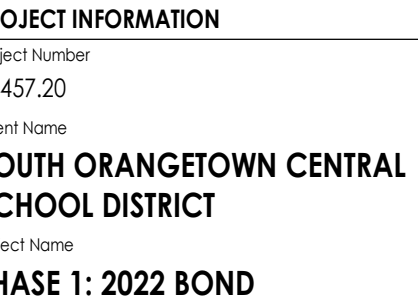 OJECT INFORMATION
ject Number
457.20
ent Name
OUTH ORANGETOWN CENTRAL
CHOOL DISTRICT
ect Name
HASE 1: 2022 BOND